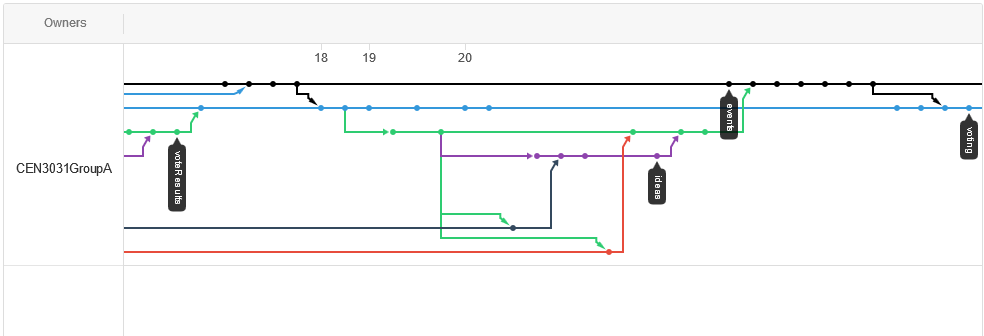 Owners
18 19 20
CEN3031GroupA
voteResults
events
ideas
voting